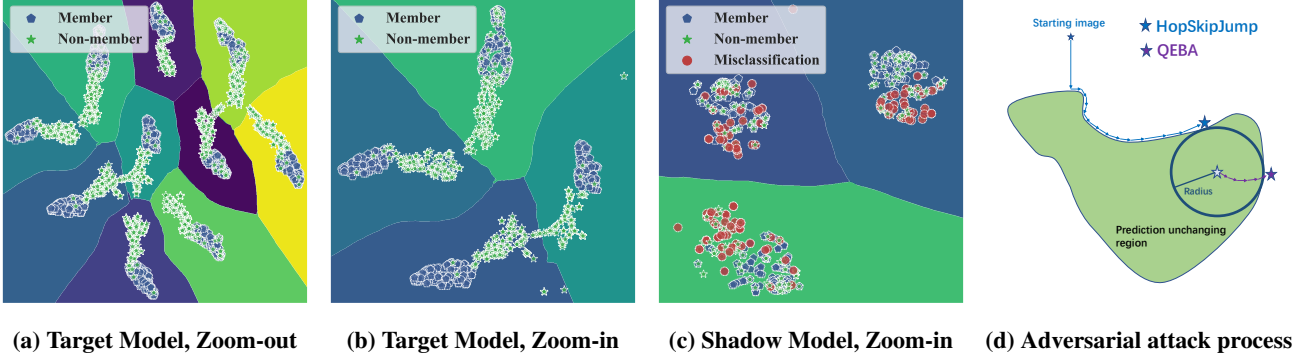 Member
Non-member
Member
Non-member
Member
Non-member
Misclassification
Starting image
HopSkipJump
QEBA
Radius
Prediction unchanging
region
(a) Target Model, Zoom-out
(b) Target Model, Zoom-in
(c) Shadow Model, Zoom-in
(d) Adversarial attack process